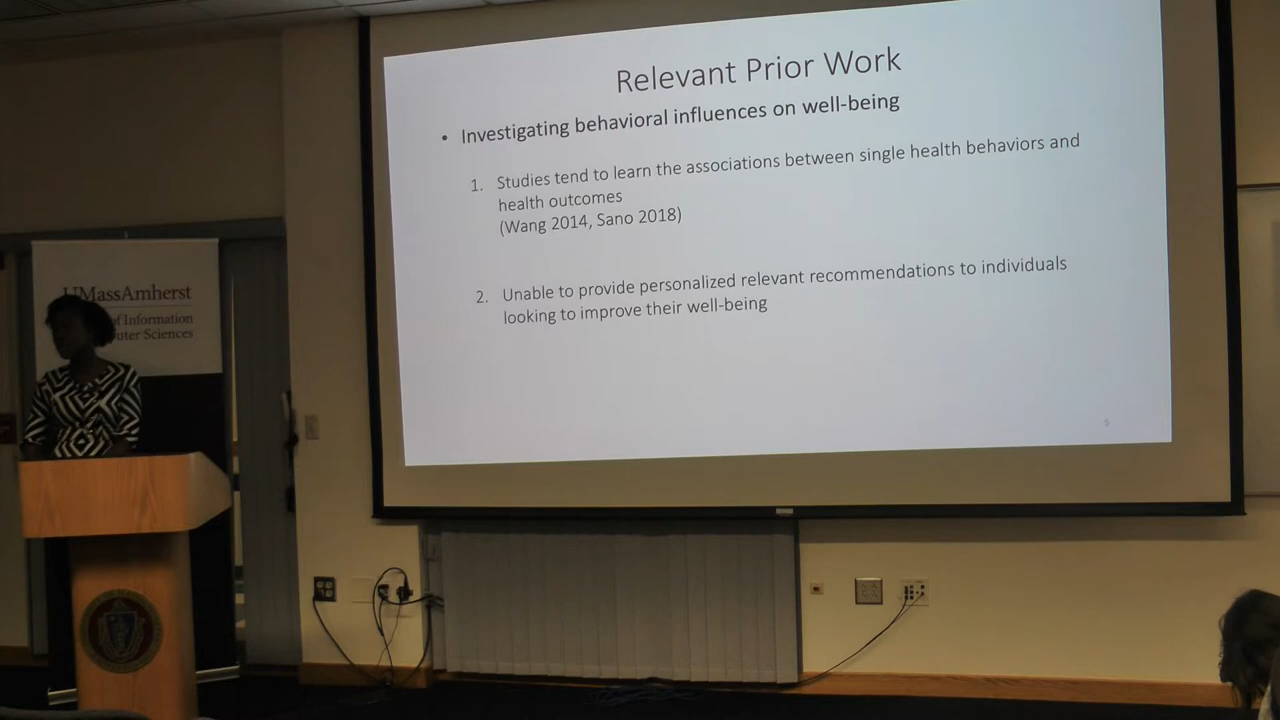 Relevant Prior Work
• Investigating behavioral influences on well-being
1. Studies tend to learn the associations between single health behaviors and
health outcomes
(Wang 2014, Sano 2018)
2. Unable to provide personalized relevant recommendations to individuals
looking to improve their well-being
5
UMassAmherst
of Information
uter Sciences